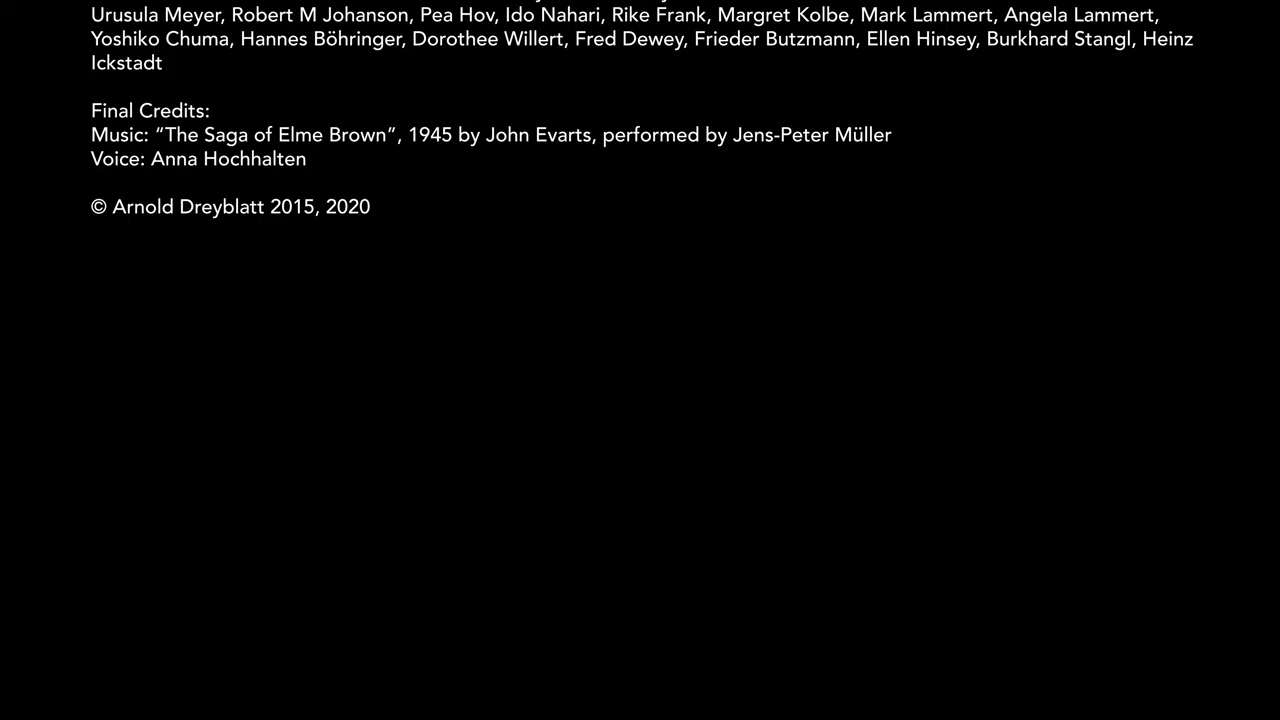 Urusula Meyer, Robert M Johanson, Pea Hov, Ido Nahari, Rike Frank, Margret Kolbe, Mark Lammert, Angela Lammert,
Yoshiko Chuma, Hannes Böhringer, Dorothee Willert, Fred Dewey, Frieder Butzmann, Ellen Hinsey, Burkhard Stangl, Heinz
Ickstadt
Final Credits:
Music: “The Saga of Elme Brown”, 1945 by John Evarts, performed by Jens-Peter Müller
Voice: Anna Hochhalten
© Arnold Dreyblatt 2015, 2020